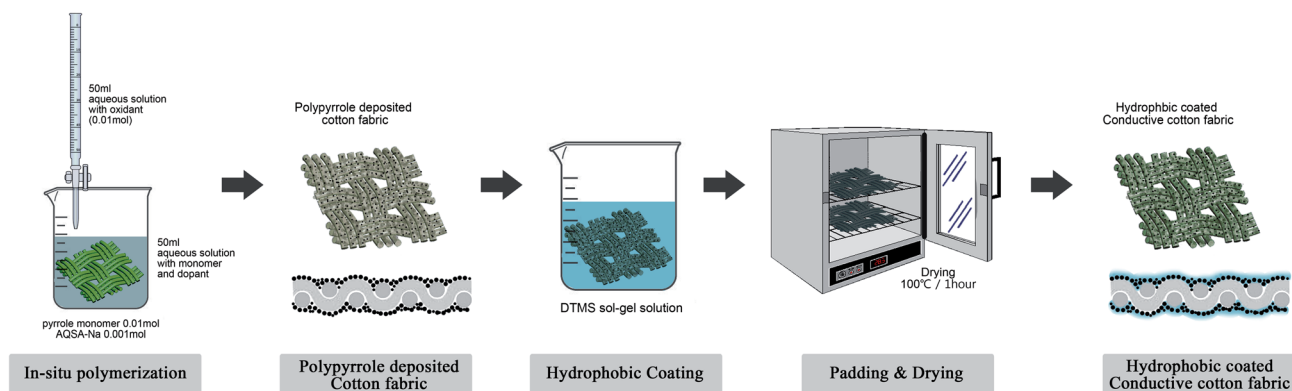 50ml
aqueous solution
with oxidant
(0.01mol)
50ml
aqueous solution
with monomer
and dopant
pyrrole monomer 0.01mol
AQSA-Na 0.001mol
In-situ polymerization
Polypyrrole deposited
cotton fabric
Polypyrrole deposited
Cotton fabric
DTMS sol-gel solution
Hydrophobic Coating
Drying
100℃ / 1hour
Padding & Drying
Hydrophbic coated
Conductive cotton fabric
Hydrophobic coated
Conductive cotton fabric